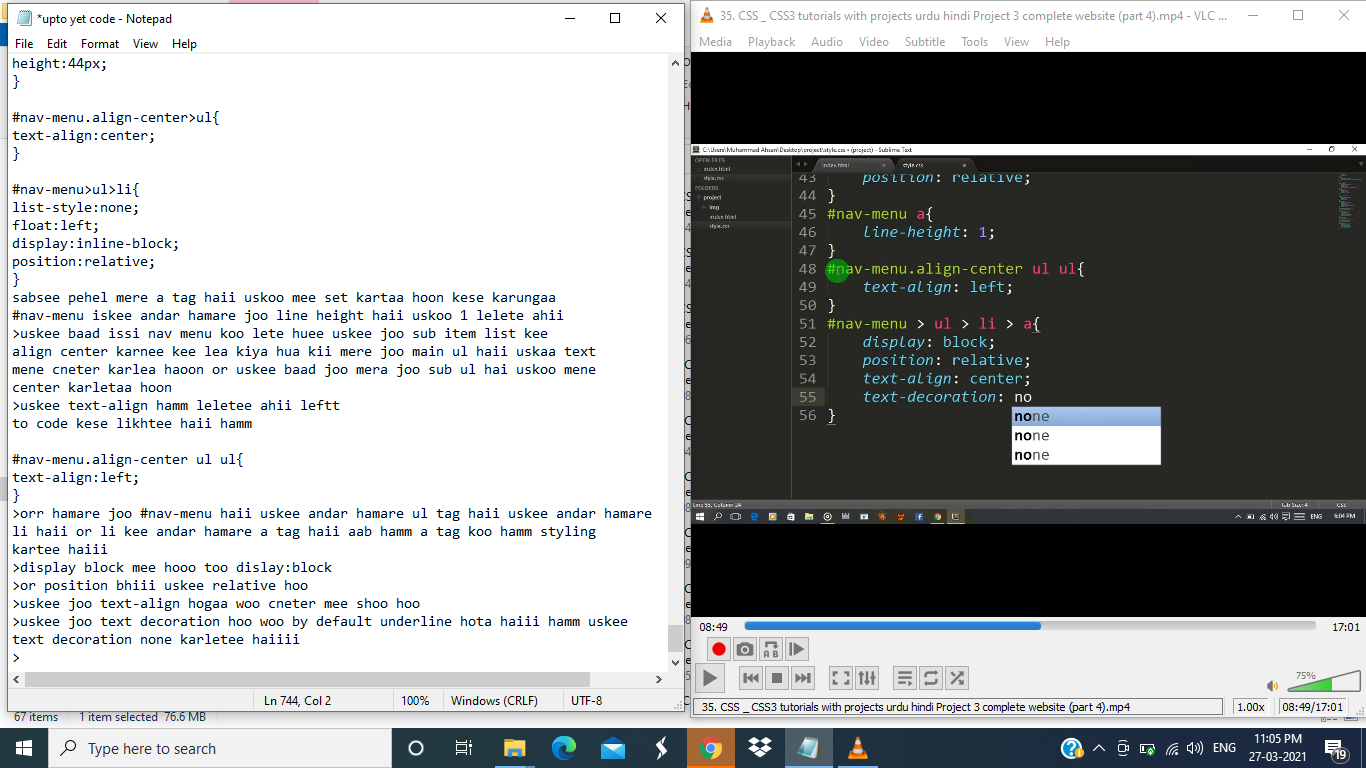 *upto yet code - Notepad
File Edit Format View Help
height:44px;
}
#nav-menu.align-center>ul{
text-align:center;
}
#nav-menu>ul>li{
list-style:none;
float:left;
display:inline-block;
position:relative;
}
sabsee pehel mere a tag haii uskoo mee set kartaa hoon kese karungaa
#nav-menu iskee andar hamare joo line height haii uskoo 1 lelete ahii
>uskee baad issi nav menu koo lete huee uskee joo sub item list kee
align center karnee kee lea kiya hua kii mere joo main ul haii uskaa text
mene cneter karlea haoon or uskee baad joo mera joo sub ul hai uskoo mene
center karletaa hoon
>uskee text-align hamm leletee ahii leftt
to code kese likhtee haii hamm
#nav-menu.align-center ul ul{
text-align:left;
}
>orr hamare joo #nav-menu haii uskee andar hamare ul tag haii uskee andar hamare
li haii or li kee andar hamare a tag haii aab hamm a tag koo hamm styling
kartee haiii
>display block mee hooo too dislay:block
>or position bhiii uskee relative hoo
>uskee joo text-align hogaa woo cneter mee shoo hoo
>uskee joo text decoration hoo woo by default underline hota haiii hamm uskee
text decoration none karletee haiiii
>
Ln 744, Col 2 100% Windows (CRLF) UTF-8
67 items 1 item selected 76.6 MB
35. CSS _ CSS3 tutorials with projects urdu hindi Project 3 complete website (part 4).mp4 - VLC ...
Media Playback Audio Video Subtitle Tools View Help
C:\Users\Muhammad Ahsan\Desktop\project\style.css • (project) - Sublime Text
OPEN FILES
index.html
style.css
FOLDERS
project
img
index.html
style.css
index.html style.css
43 position: relative;
44 }
45 #nav-menu a{
46 line-height: 1;
47 }
48 #nav-menu.align-center ul ul{
49 text-align: left;
50 }
51 #nav-menu > ul > li > a{
52 display: block;
53 position: relative;
54 text-align: center;
55 text-decoration: no
56 }
none
none
none
Line 55, Column 24 Tab Size: 4 CSS
ENG 6:04 PM
08:49 17:01
75%
35. CSS _ CSS3 tutorials with projects urdu hindi Project 3 complete website (part 4).mp4 1.00x 08:49/17:01
Type here to search
ENG 11:05 PM
27-03-2021
19